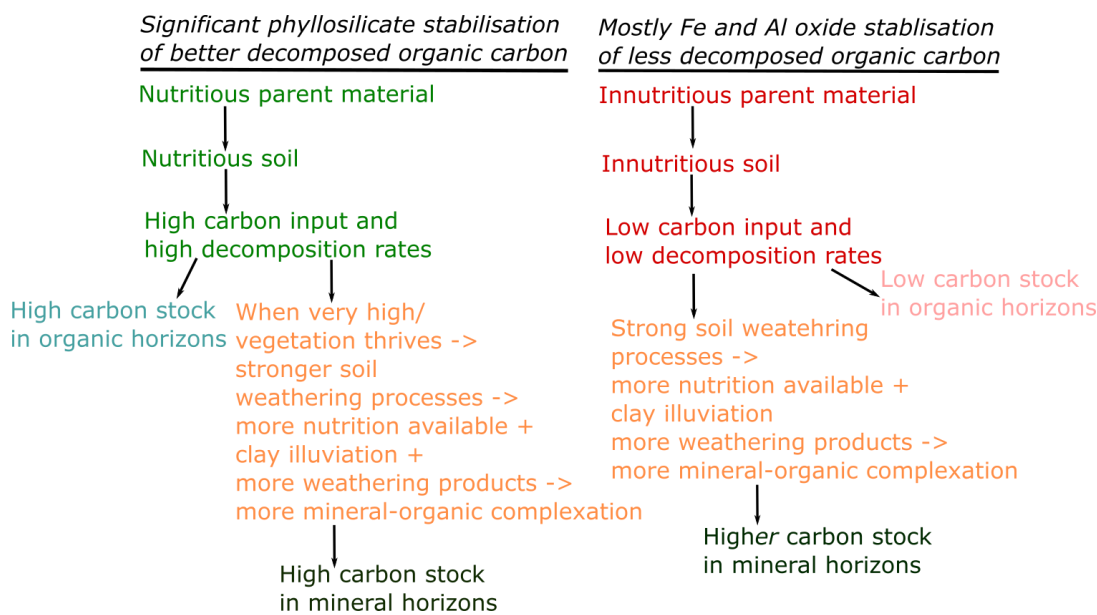 Significant phyllosilicate stabilisation
of better decomposed organic carbon
Nutritious parent material
Nutritious soil
High carbon input and
high decomposition rates
High carbon stock
in organic horizons
When very high/
vegetation thrives ->
stronger soil
weathering processes ->
more nutrition available +
clay illuviation +
more weathering products ->
more mineral-organic complexation
High carbon stock
in mineral horizons
Mostly Fe and Al oxide stablisation
of less decomposed organic carbon
Innutritious parent material
Innutritious soil
Low carbon input and
low decomposition rates
Low carbon stock
in organic horizons
Strong soil weatehring
processes ->
more nutrition available +
clay illuviation
more weathering products ->
more mineral-organic complexation
Higher carbon stock
in mineral horizons